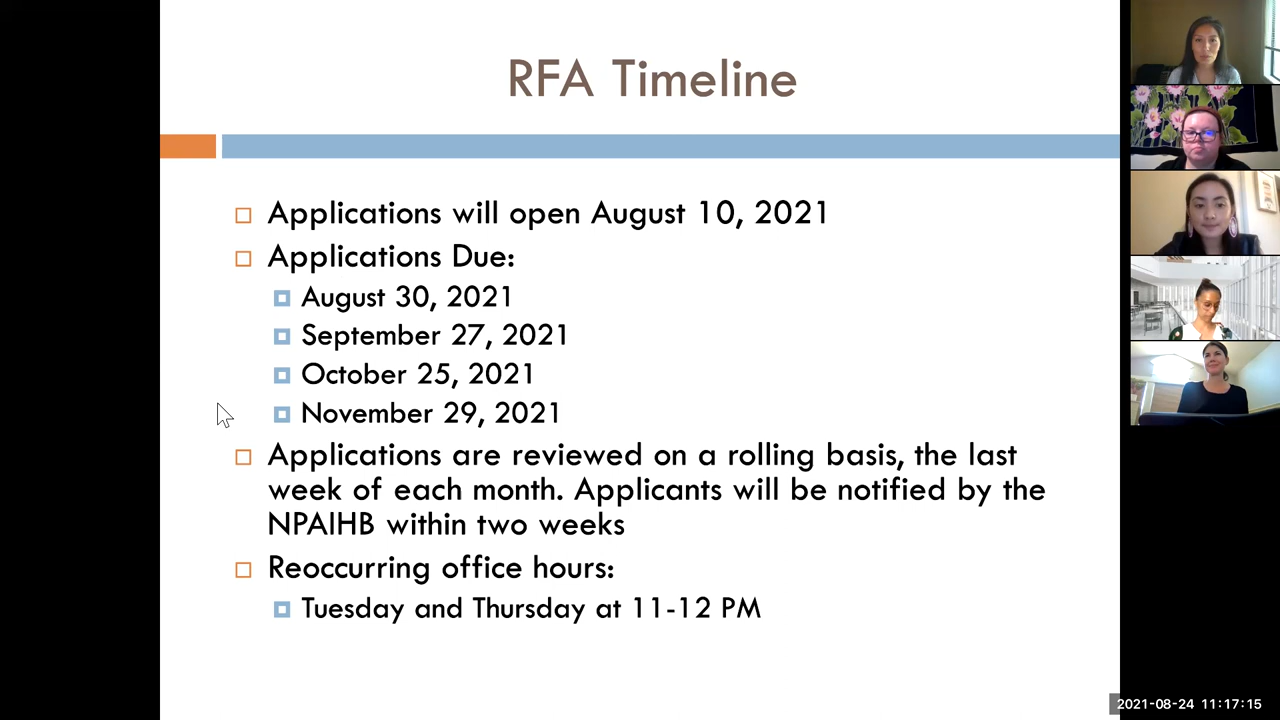 RFA Timeline
Applications will open August 10, 2021
Applications Due:
August 30, 2021
September 27, 2021
October 25, 2021
November 29, 2021
Applications are reviewed on a rolling basis, the last
week of each month. Applicants will be notified by the
NPAIHB within two weeks
Reoccurring office hours:
Tuesday and Thursday at 11-12 PM
2021-08-24 11:17:15